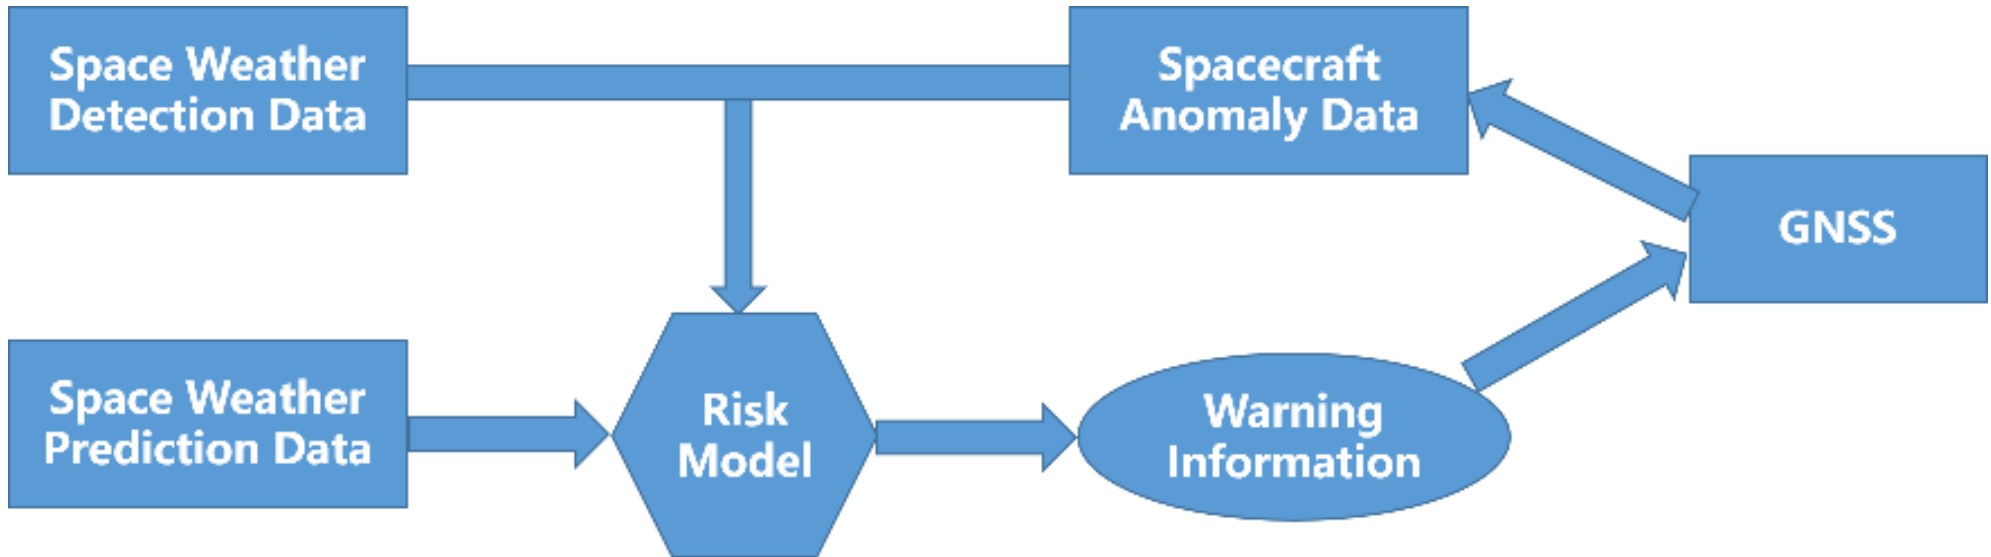 Space Weather
Detection Data
Spacecraft
Anomaly Data
GNSS
Space Weather
Prediction Data
Risk
Model
Warning
Information